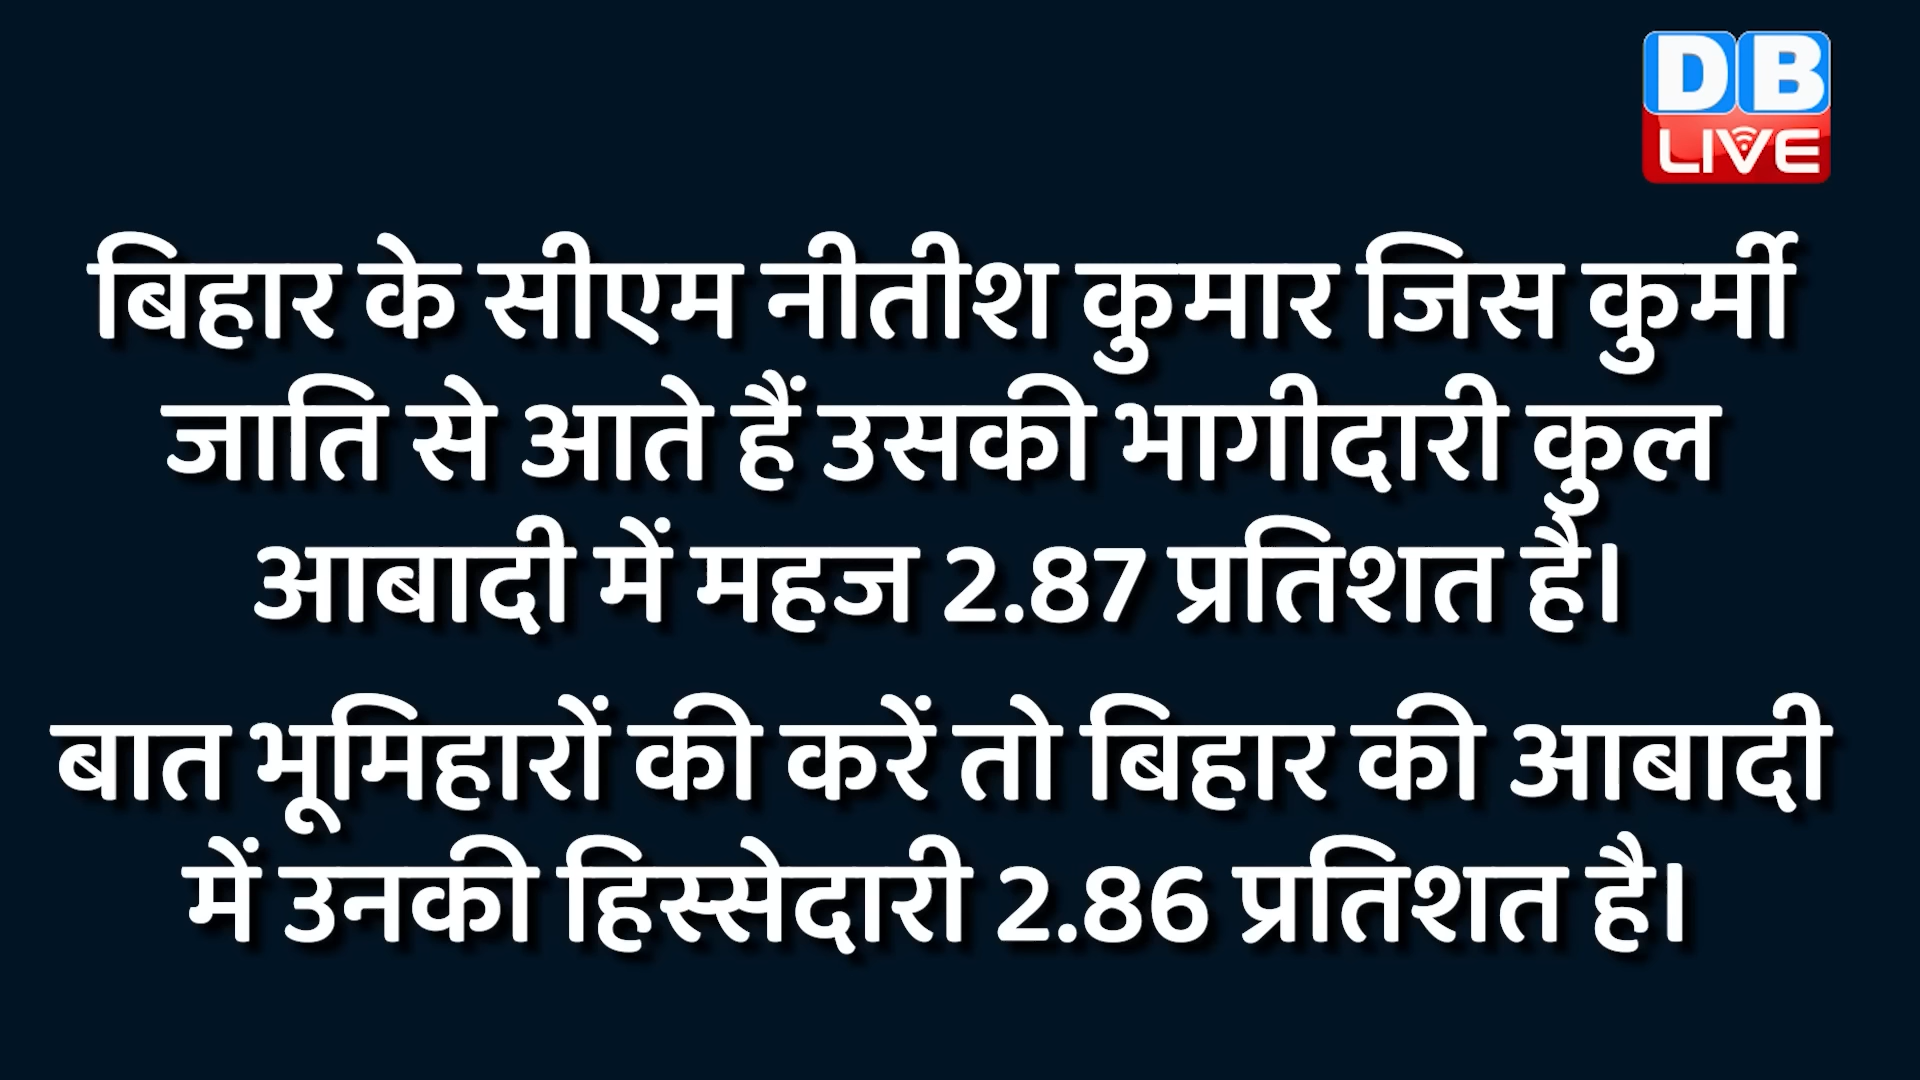 DB
LIVE
बिहार के सीएम नीतीश कुमार जिस कुर्मी
जाति से आते हैं उसकी भागीदारी कुल
आबादी में महज 2.87 प्रतिशत है।
बात भूमिहारों की करें तो बिहार की आबादी
में उनकी हिस्सेदारी 2.86 प्रतिशत है।